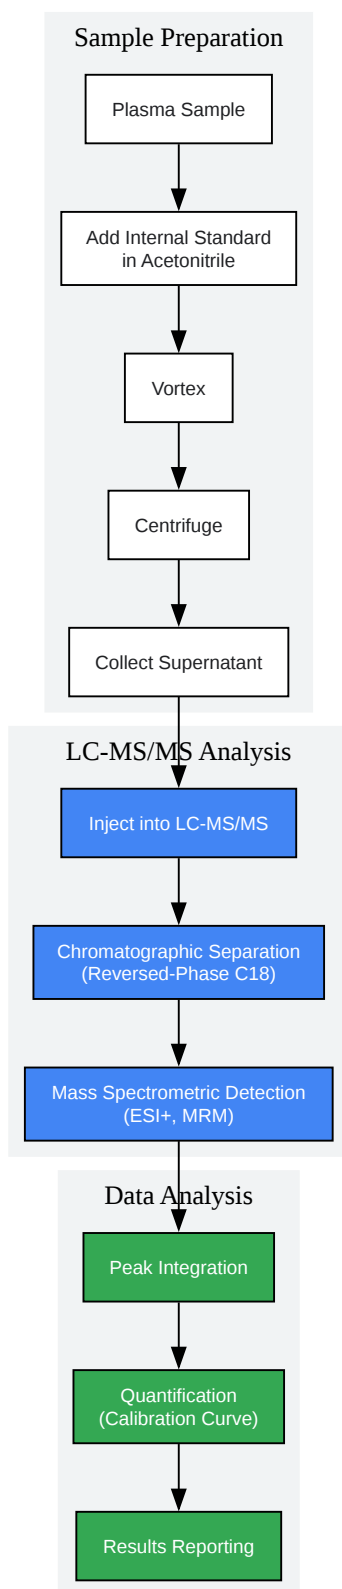 Sample Preparation
Plasma Sample
Add Internal Standard
in Acetonitrile
Vortex
Centrifuge
Collect Supernatant
LC-MS/MS Analysis
Inject into LC-MS/MS
Chromatographic Separation
(Reversed-Phase C18)
Mass Spectrometric Detection
(ESI+, MRM)
Data Analysis
Peak Integration
Quantification
(Calibration Curve)
Results Reporting